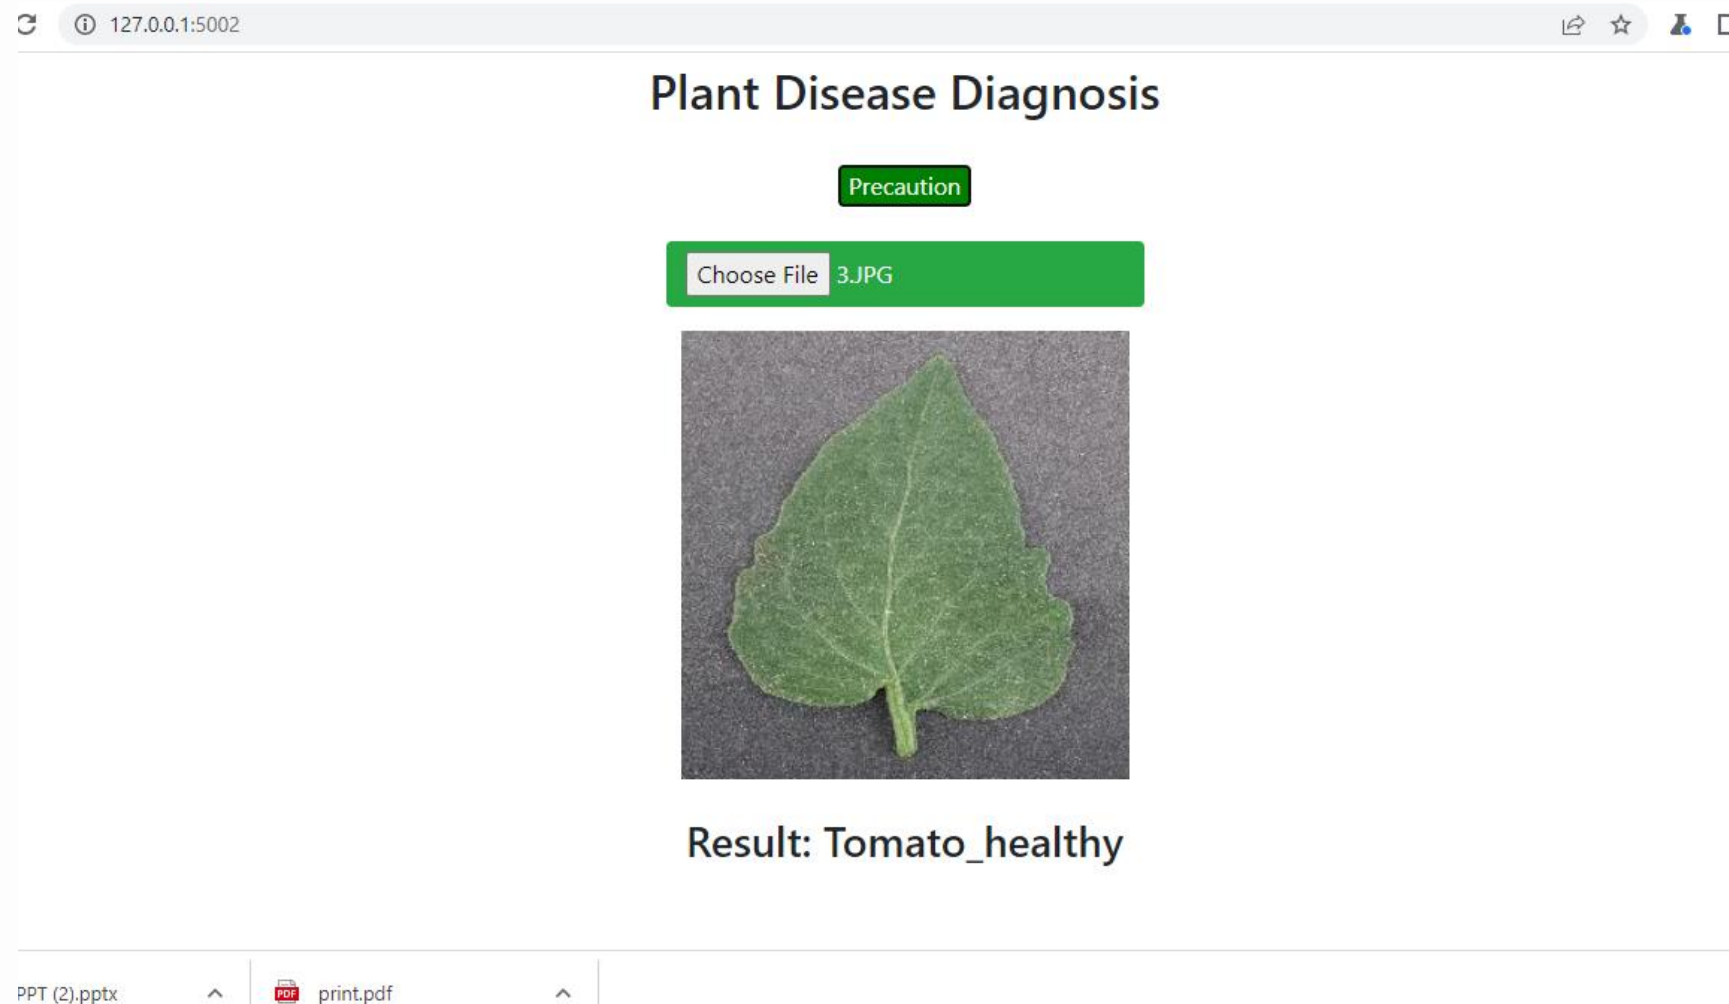 127.0.0.1:5002
Plant Disease Diagnosis
Precaution
Choose File 3.JPG
Result: Tomato_healthy
PPT (2).pptx
PDF print.pdf